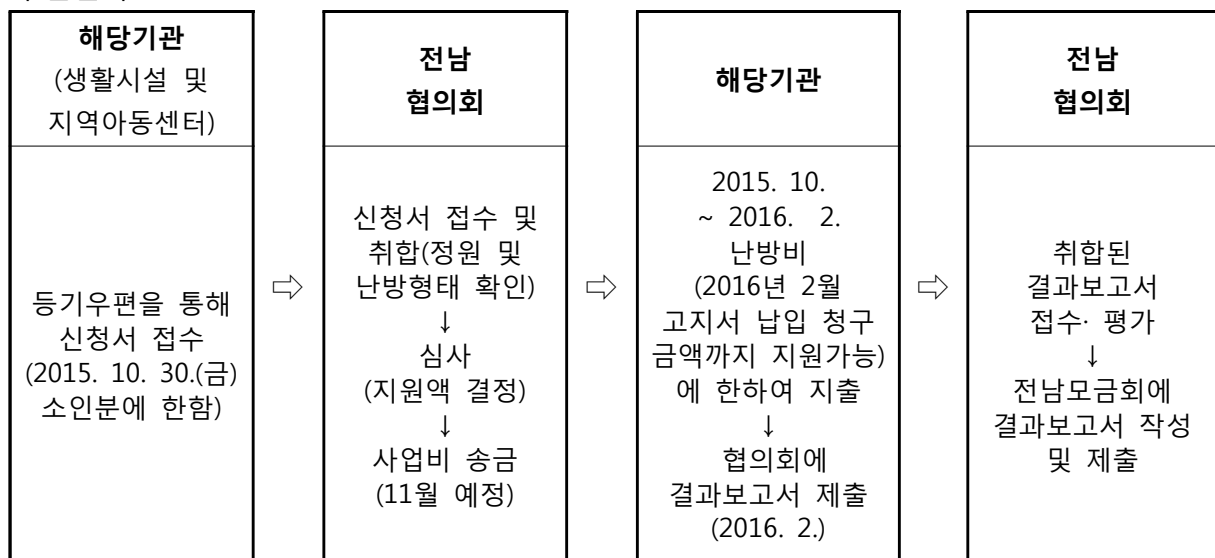 해당기관
(생활시설 및
지역아동센터)
등기우편을 통해
신청서 접수
(2015. 10. 30.(금)
소인분에 한함)
⇨
전남
협의회
신청서 접수 및
취합(정원 및
난방형태 확인)
↓
심사
(지원액 결정)
↓
사업비 송금
(11월 예정)
⇨
해당기관
2015. 10.
~ 2016. 2.
난방비
(2016년 2월
고지서 납입 청구
금액까지 지원가능)
에 한하여 지출
↓
협의회에
결과보고서 제출
(2016. 2.)
⇨
전남
협의회
취합된
결과보고서
접수· 평가
↓
전남모금회에
결과보고서 작성
및 제출